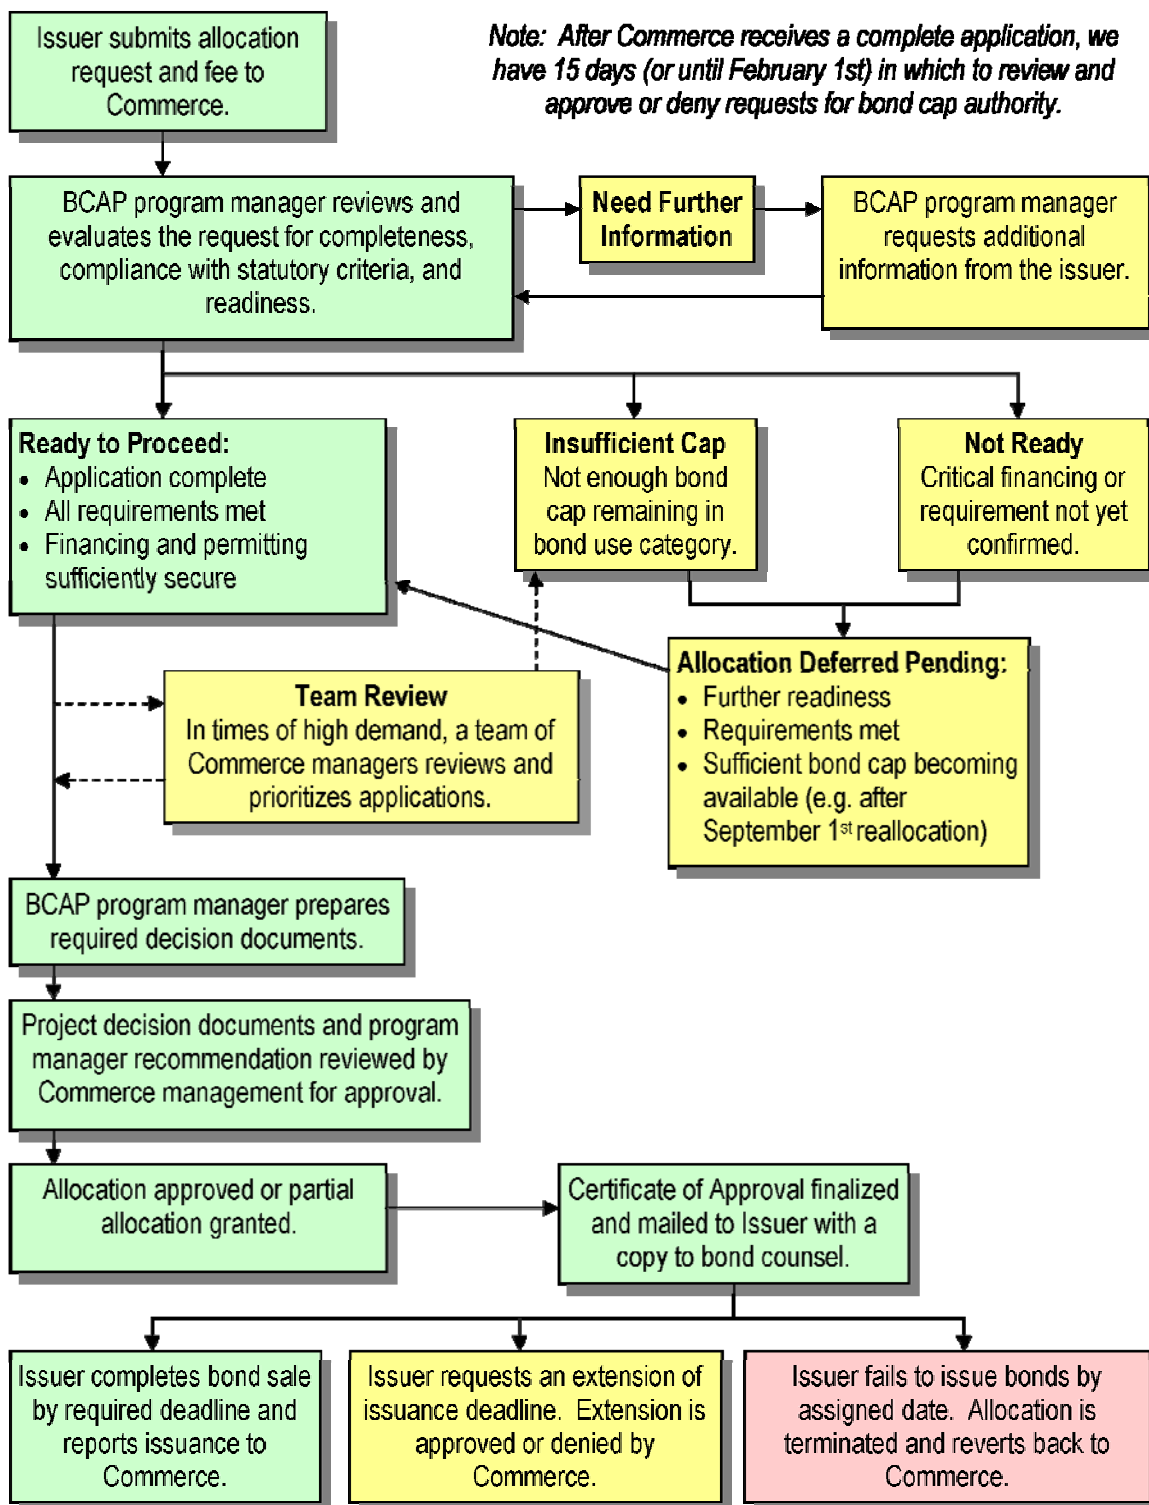 Issuer submits allocation
request and fee to
Commerce.
Note:  After Commerce receives a complete application, we
have 15 days (or until February 1st) in which to review and
approve or deny requests for bond cap authority.
BCAP program manager reviews and
evaluates the request for completeness,
compliance with statutory criteria, and
readiness.
Need Further
Information
BCAP program manager
requests additional
information from the issuer.
Ready to Proceed:
• Application complete
• All requirements met
• Financing and permitting
sufficiently secure
Insufficient Cap
Not enough bond
cap remaining in
bond use category.
Not Ready
Critical financing or
requirement not yet
confirmed.
Team Review
In times of high demand, a team of
Commerce managers reviews and
prioritizes applications.
Allocation Deferred Pending:
• Further readiness
• Requirements met
• Sufficient bond cap becoming
available (e.g. after
September 1st reallocation)
BCAP program manager prepares
required decision documents.
Project decision documents and program
manager recommendation reviewed by
Commerce management for approval.
Allocation approved or partial
allocation granted.
Certificate of Approval finalized
and mailed to Issuer with a
copy to bond counsel.
Issuer completes bond sale
by required deadline and
reports issuance to
Commerce.
Issuer requests an extension of
issuance deadline.  Extension is
approved or denied by
Commerce.
Issuer fails to issue bonds by
assigned date.  Allocation is
terminated and reverts back to
Commerce.